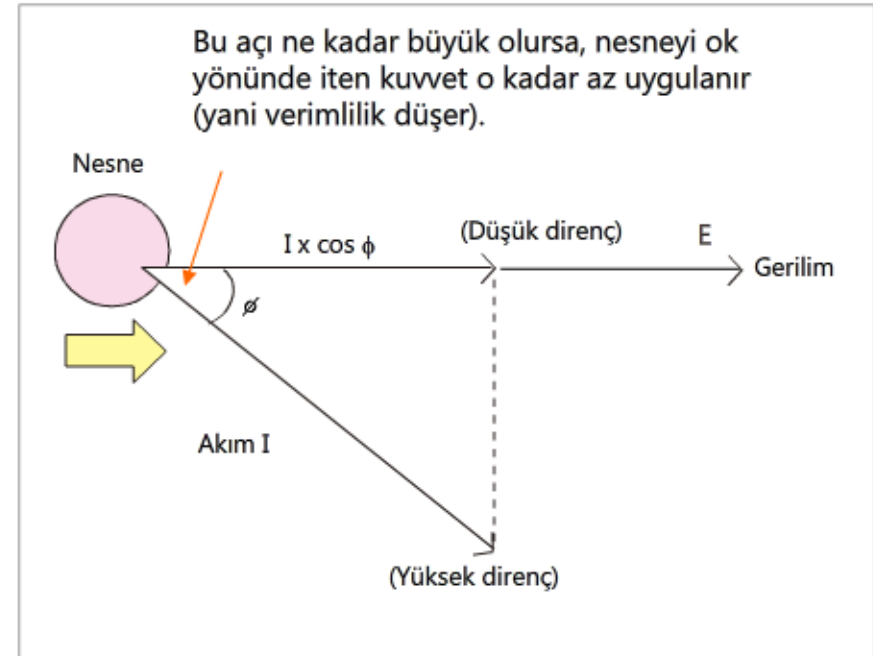 Bu açı ne kadar büyük olursa, nesneyi ok
yönünde iten kuvvet o kadar az uygulanır
(yani verimlilik düşer).
Nesne
I x cos ϕ
(Düşük direnç)
E
Gerilim
ø
Akım I
(Yüksek direnç)